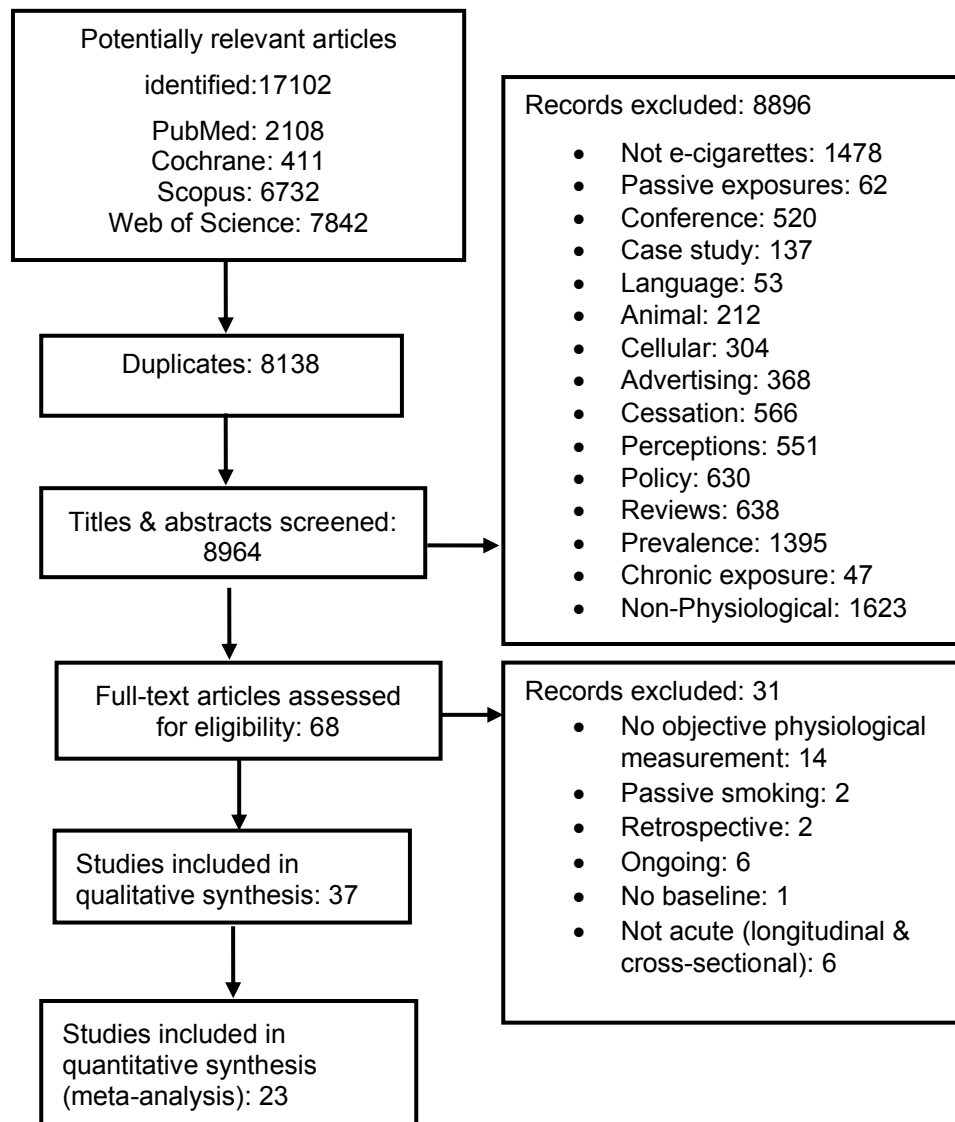 Potentially relevant articles
identified:17102
PubMed: 2108
Cochrane: 411
Scopus: 6732
Web of Science: 7842
Duplicates: 8138
Titles & abstracts screened:
8964
Records excluded: 8896
• Not e-cigarettes: 1478
• Passive exposures: 62
• Conference: 520
• Case study: 137
• Language: 53
• Animal: 212
• Cellular: 304
• Advertising: 368
• Cessation: 566
• Perceptions: 551
• Policy: 630
• Reviews: 638
• Prevalence: 1395
• Chronic exposure: 47
• Non-Physiological: 1623
Full-text articles assessed
for eligibility: 68
Records excluded: 31
• No objective physiological
measurement: 14
• Passive smoking: 2
• Retrospective: 2
• Ongoing: 6
• No baseline: 1
• Not acute (longitudinal &
cross-sectional): 6
Studies included in
qualitative synthesis: 37
Studies included in
quantitative synthesis
(meta-analysis): 23